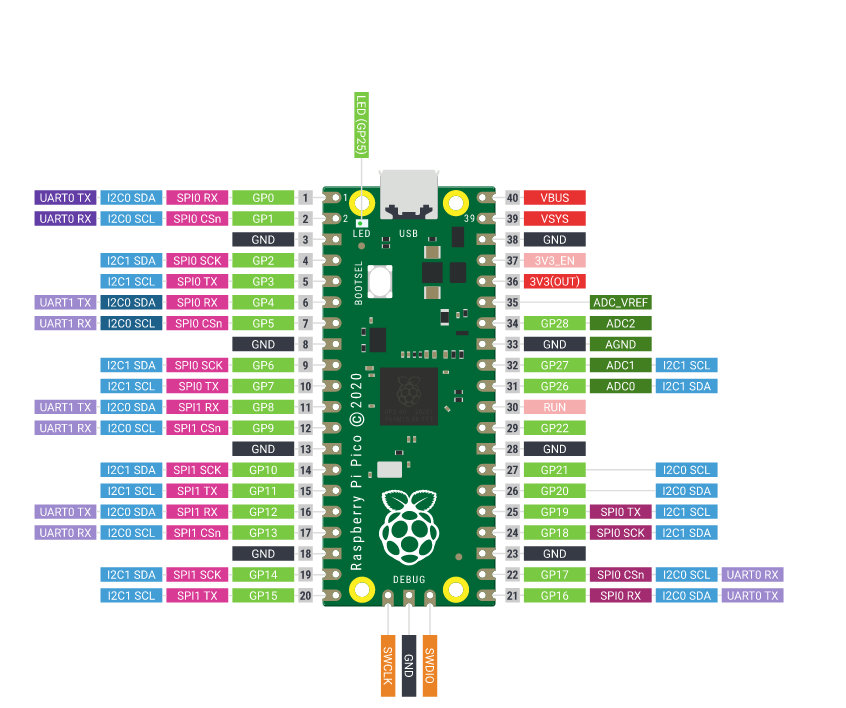 LED (GP25)
UART0 TX I2C0 SDA SPI0 RX GP0 1 1 40 VBUS
UART0 RX I2C0 SCL SPI0 CSn GP1 2 2 39 39 VSYS
LED USB
GND 3 38 GND
I2C1 SDA SPI0 SCK GP2 4 37 3V3_EN
I2C1 SCL SPI0 TX GP3 5 36 3V3(OUT)
BOOTSEL
UART1 TX I2C0 SDA SPI0 RX GP4 6 35 ADC_VREF
UART1 RX I2C0 SCL SPI0 CSn GP5 7 34 GP28 ADC2
GND 8 33 GND AGND
I2C1 SDA SPI0 SCK GP6 9 32 GP27 ADC1 I2C1 SCL
I2C1 SCL SPI0 TX GP7 10 31 GP26 ADC0 I2C1 SDA
UART1 TX I2C0 SDA SPI1 RX GP8 11 30 RUN
UART1 RX I2C0 SCL SPI1 CSn GP9 12 29 GP22
GND 13 28 GND
Raspberry Pi Pico © 2020
I2C1 SDA SPI1 SCK GP10 14 27 GP21 I2C0 SCL
I2C1 SCL SPI1 TX GP11 15 26 GP20 I2C0 SDA
UART0 TX I2C0 SDA SPI1 RX GP12 16 25 GP19 SPI0 TX I2C1 SCL
UART0 RX I2C0 SCL SPI1 CSn GP13 17 24 GP18 SPI0 SCK I2C1 SDA
GND 18 23 GND
I2C1 SDA SPI1 SCK GP14 19 22 GP17 SPI0 CSn I2C0 SCL UART0 RX
DEBUG
I2C1 SCL SPI1 TX GP15 20 21 GP16 SPI0 RX I2C0 SDA UART0 TX
SWCLK
GND
SWDIO